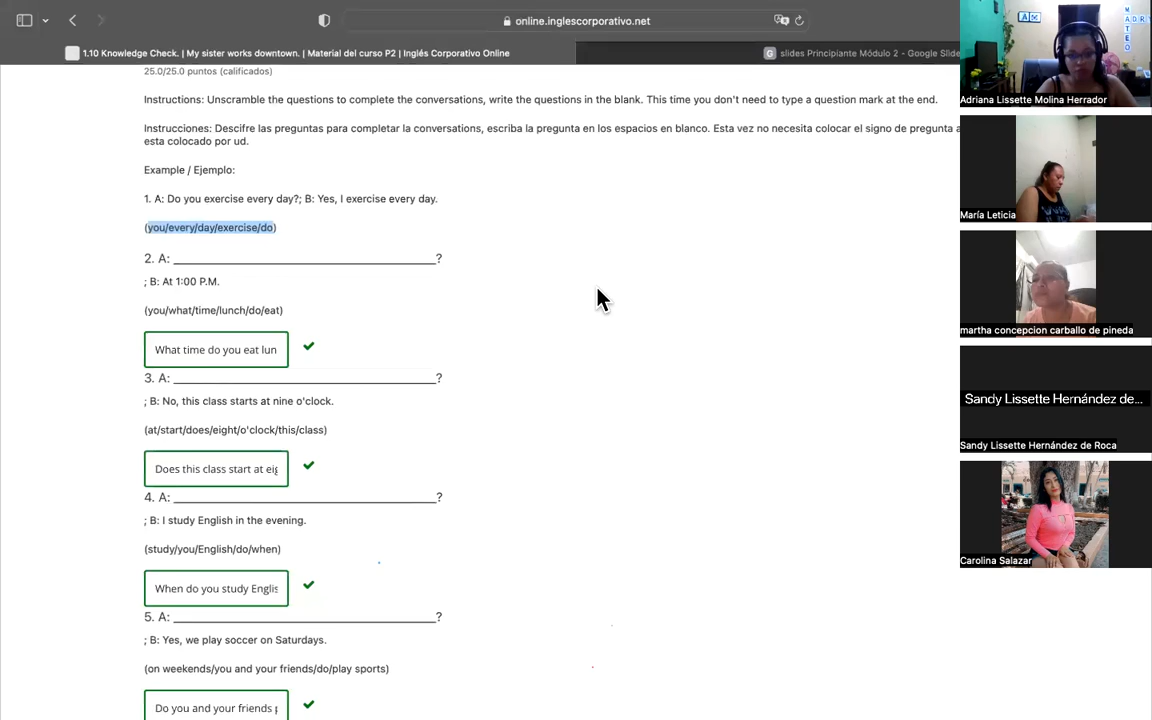 online.inglescorporativo.net
1.10 Knowledge Check. | My sister works downtown. | Material del curso P2 | Inglés Corporativo Online
slides Principiante Módulo 2 - Google Slide
25.0/25.0 puntos (calificados)
Instructions: Unscramble the questions to complete the conversations, write the questions in the blank. This time you don't need to type a question mark at the end.
Instrucciones: Descifre las preguntas para completar la conversations, escriba la pregunta en los espacios en blanco. Esta vez no necesita colocar el signo de pregunta a
esta colocado por ud.
Example / Ejemplo:
1. A: Do you exercise every day?; B: Yes, I exercise every day.
(you/every/day/exercise/do)
2. A: ?
; B: At 1:00 P.M.
(you/what/time/lunch/do/eat)
What time do you eat lun
3. A: ?
; B: No, this class starts at nine o'clock.
(at/start/does/eight/o'clock/this/class)
Does this class start at eig
4. A: ?
; B: I study English in the evening.
(study/you/English/do/when)
When do you study Englis
5. A: ?
; B: Yes, we play soccer on Saturdays.
(on weekends/you and your friends/do/play sports)
Do you and your friends p
MATEO
ADR
Adriana Lissette Molina Herrador
María Leticia
martha concepcion carballo de pineda
Sandy Lissette Hernández de...
Sandy Lissette Hernández de Roca
Carolina Salazar